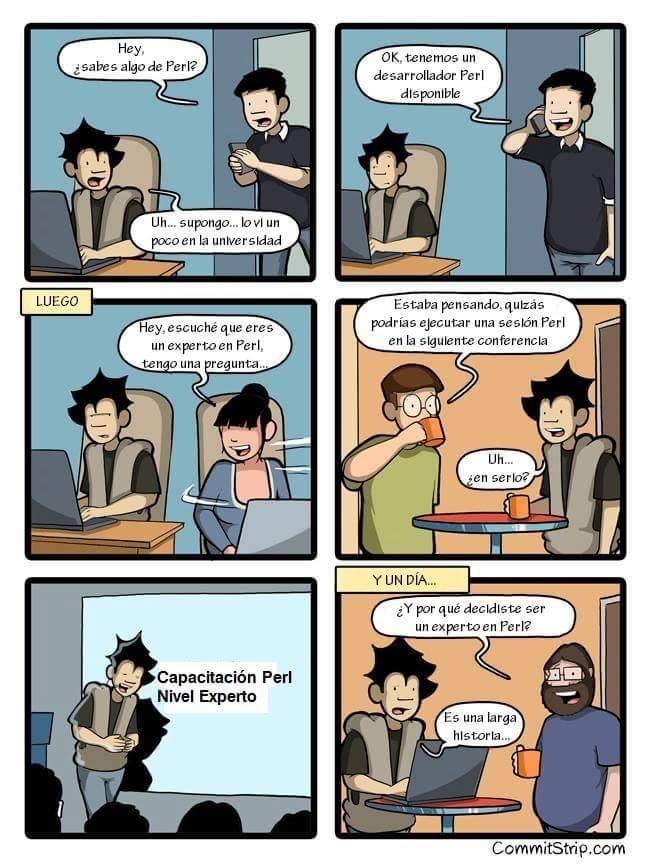 Hey,
¿sabes algo de Perl?
Uh... supongo... lo vi un
poco en la universidad
OK, tenemos un
desarrollador Perl
disponible
LUEGO
Hey, escuché que eres
un experto en Perl,
tengo una pregunta...
Estaba pensando, quizás
podrías ejecutar una sesión Perl
en la siguiente conferencia
Uh...
¿en serio?
Capacitación Perl
Nivel Experto
Y UN DÍA...
¿Y por qué decidiste ser
un experto en Perl?
Es una larga
historia...
CommitStrip.com